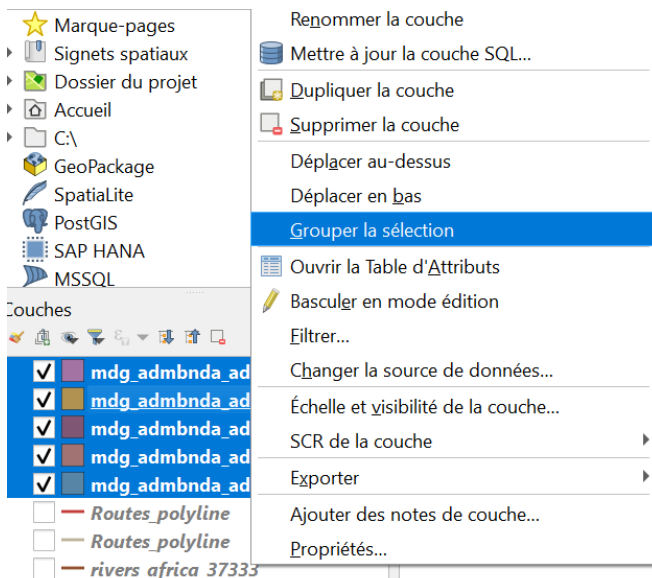 Marque-pages
Signets spatiaux
Dossier du projet
Accueil
C:\
GeoPackage
SpatiaLite
PostGIS
SAP HANA
MSSQL
Couches
mdg_admbnda_ad
mdg_admbnda_ad
mdg_admbnda_ad
mdg_admbnda_ad
mdg_admbnda_ad
Routes_polyline
Routes_polyline
rivers_africa_37333
Renommer la couche
Mettre à jour la couche SQL...
Dupliquer la couche
Supprimer la couche
Déplacer au-dessus
Déplacer en bas
Grouper la sélection
Ouvrir la Table d'Attributs
Basculer en mode édition
Filtrer...
Changer la source de données...
Échelle et visibilité de la couche...
SCR de la couche
Exporter
Ajouter des notes de couche...
Propriétés...